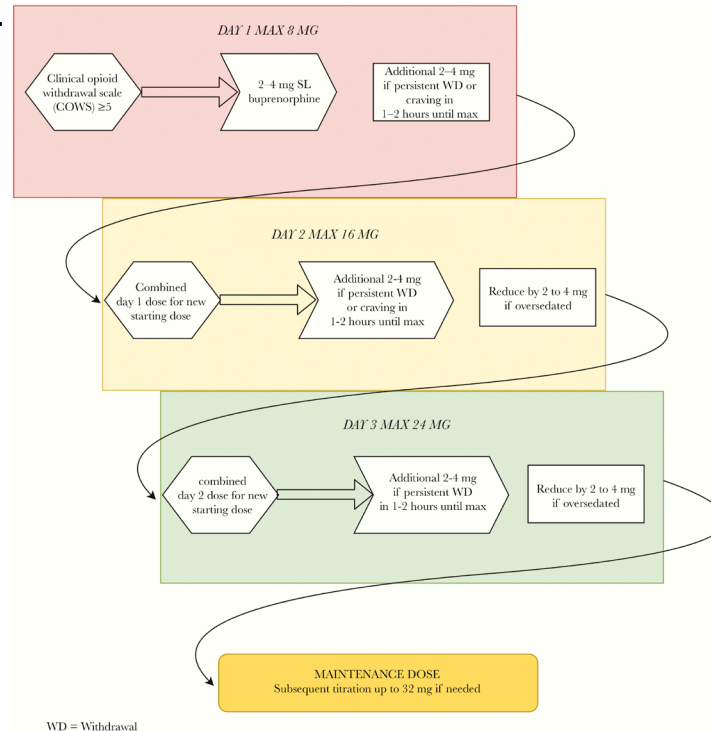 DAY 1 MAX 8 MG
Clinical opioid
withdrawal scale
(COWS) ≥5
2–4 mg SL
buprenorphine
Additional 2–4 mg
if persistent WD or
craving in
1–2 hours until max
DAY 2 MAX 16 MG
Combined
day 1 dose for new
starting dose
Additional 2-4 mg
if persistent WD
or craving in
1-2 hours until max
Reduce by 2 to 4 mg
if oversedated
DAY 3 MAX 24 MG
combined
day 2 dose for new
starting dose
Additional 2-4 mg
if persistent WD
in 1-2 hours until max
Reduce by 2 to 4 mg
if oversedated
MAINTENANCE DOSE
Subsequent titration up to 32 mg if needed
WD = Withdrawal